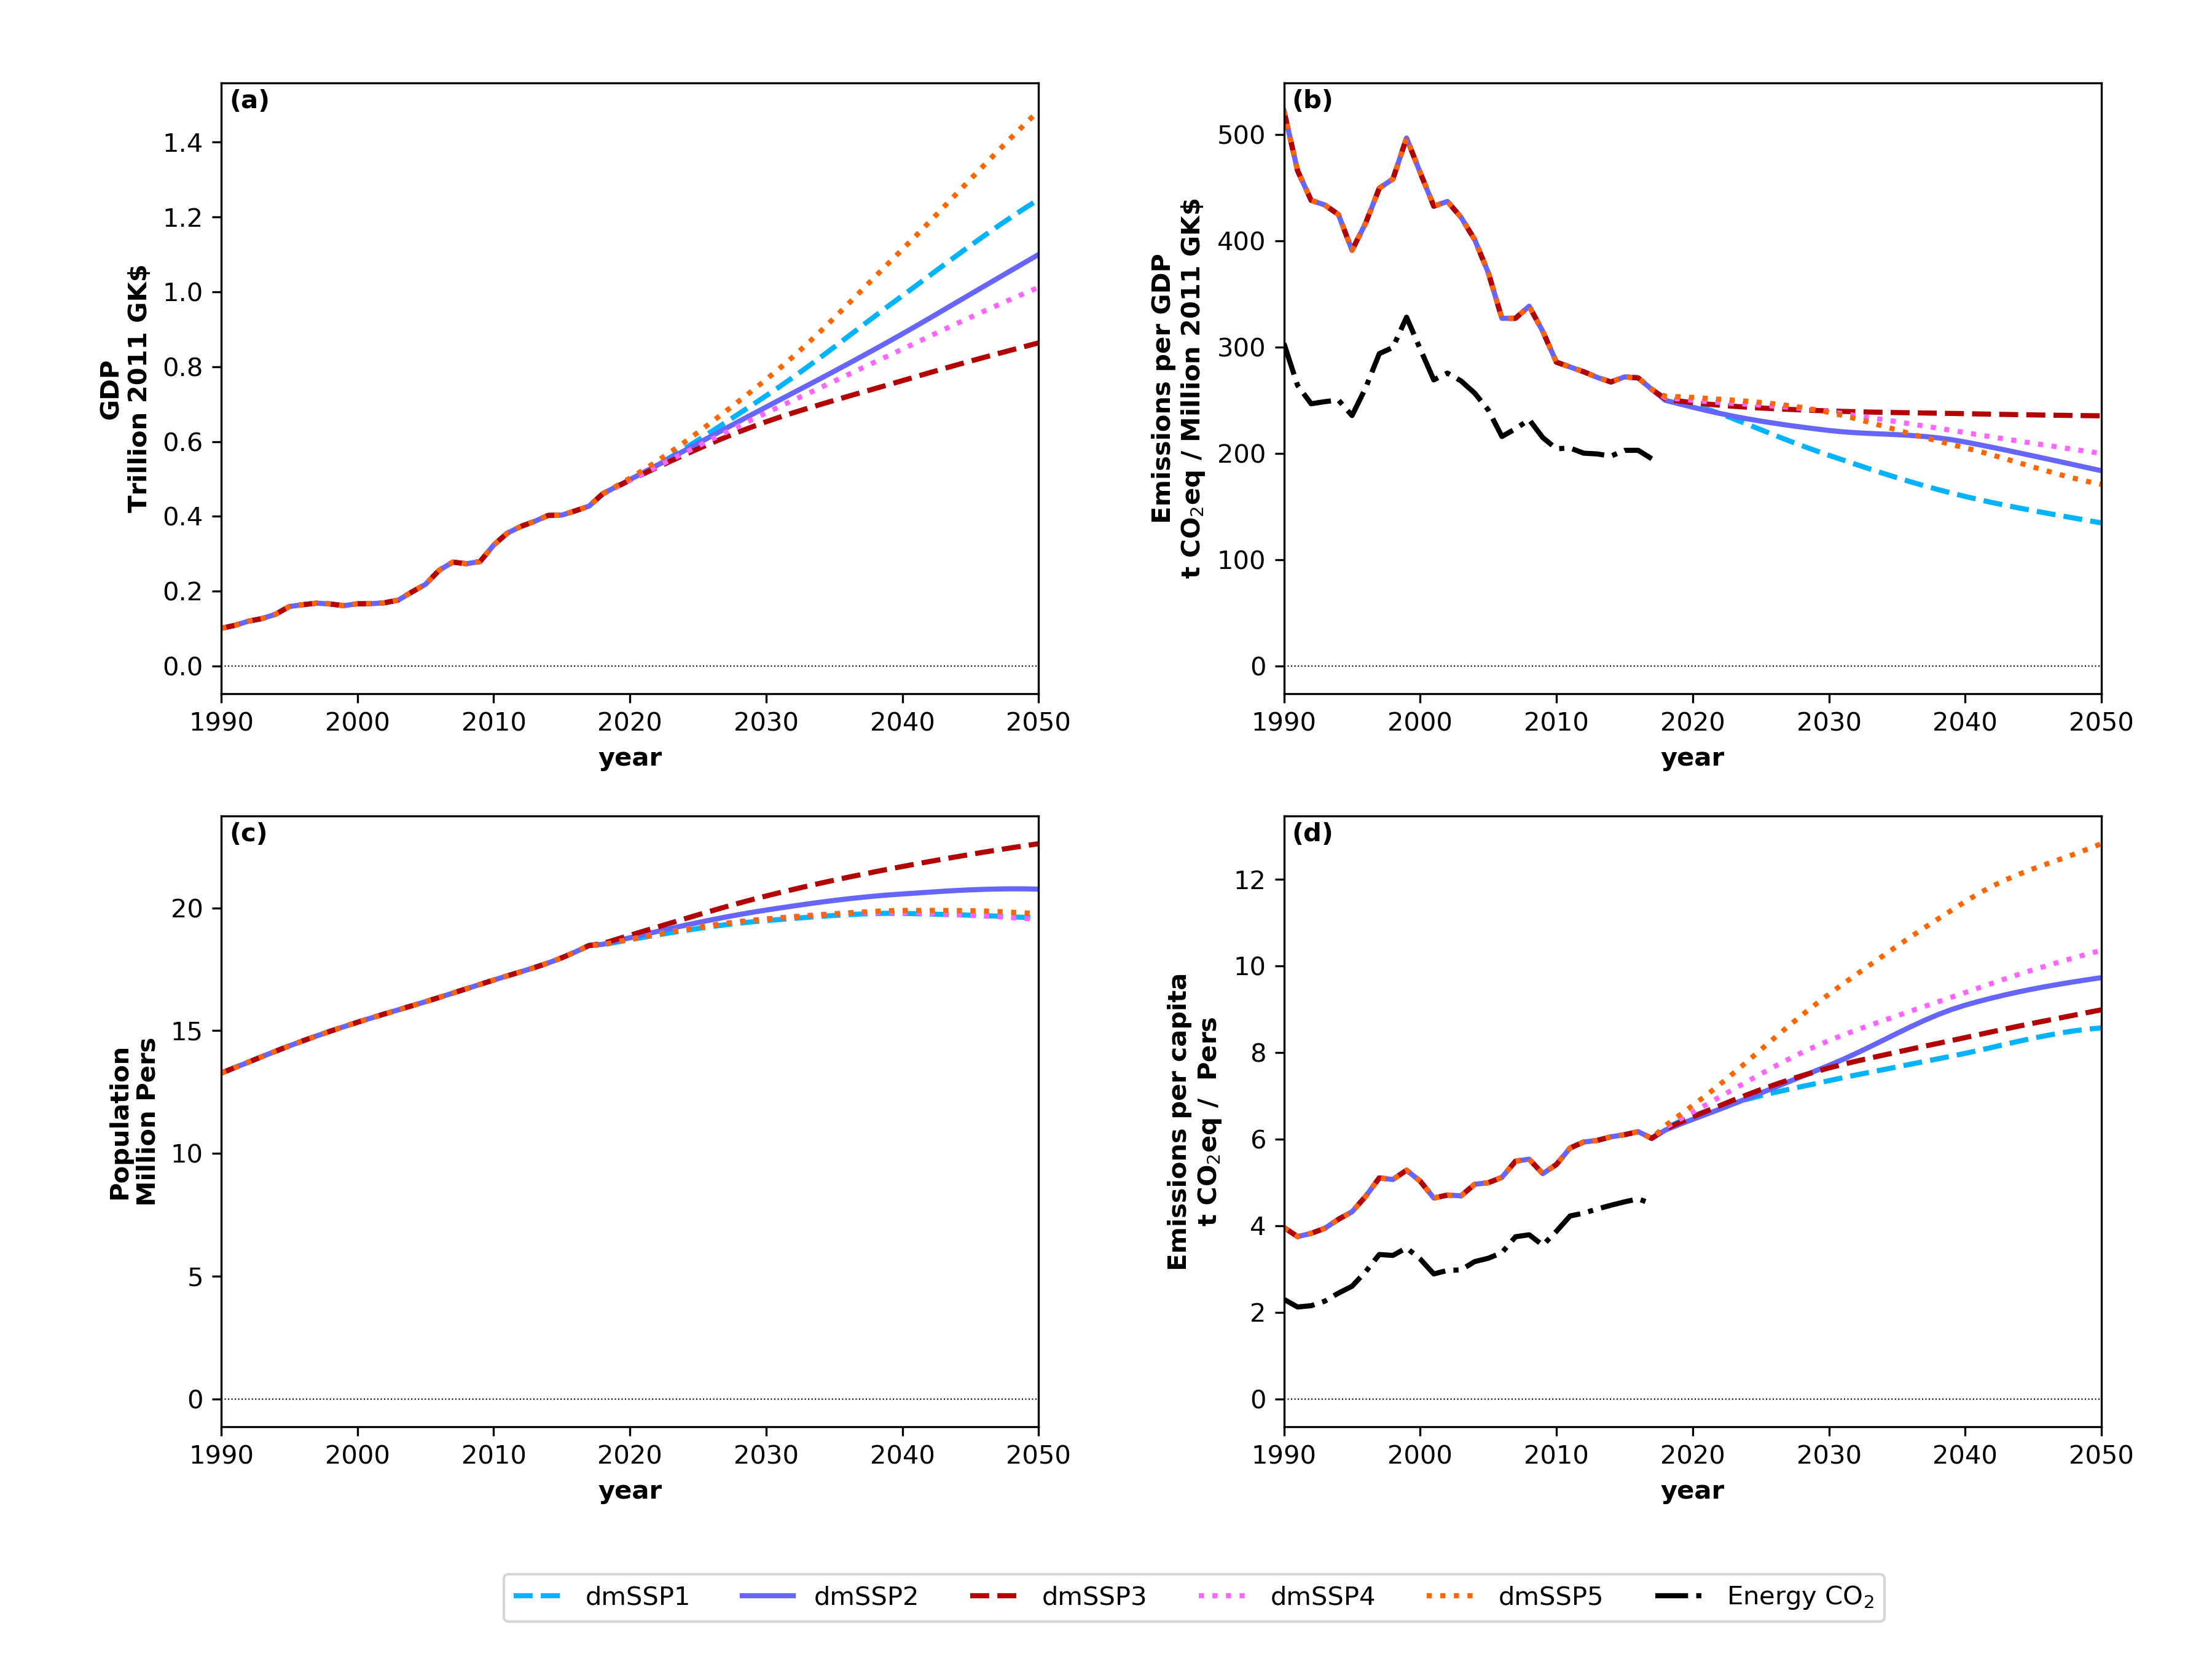 (a)
1.4
1.2
1.0
0.8
0.6
0.4
0.2
0.0
GDP
Trillion 2011 GK$
1990 2000 2010 2020 2030 2040 2050
year
(b)
500
400
300
200
100
0
Emissions per GDP
t CO₂eq / Million 2011 GK$
1990 2000 2010 2020 2030 2040 2050
year
(c)
20
15
10
5
0
Population
Million Pers
1990 2000 2010 2020 2030 2040 2050
year
(d)
12
10
8
6
4
2
0
Emissions per capita
t CO₂eq / Pers
1990 2000 2010 2020 2030 2040 2050
year
dmSSP1 dmSSP2 dmSSP3 dmSSP4 dmSSP5 Energy CO₂